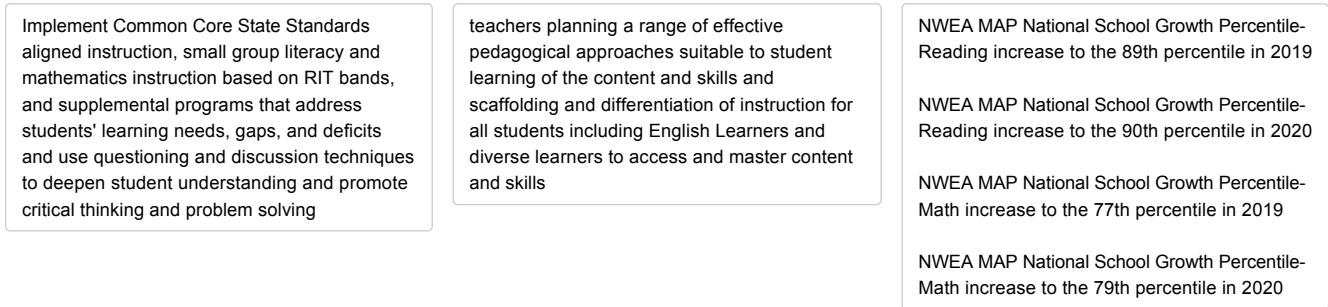 Implement Common Core State Standards
aligned instruction, small group literacy and
mathematics instruction based on RIT bands,
and supplemental programs that address
students' learning needs, gaps, and deficits
and use questioning and discussion techniques
to deepen student understanding and promote
critical thinking and problem solving
teachers planning a range of effective
pedagogical approaches suitable to student
learning of the content and skills and
scaffolding and differentiation of instruction for
all students including English Learners and
diverse learners to access and master content
and skills
NWEA MAP National School Growth Percentile-
Reading increase to the 89th percentile in 2019
NWEA MAP National School Growth Percentile-
Reading increase to the 90th percentile in 2020
NWEA MAP National School Growth Percentile-
Math increase to the 77th percentile in 2019
NWEA MAP National School Growth Percentile-
Math increase to the 79th percentile in 2020